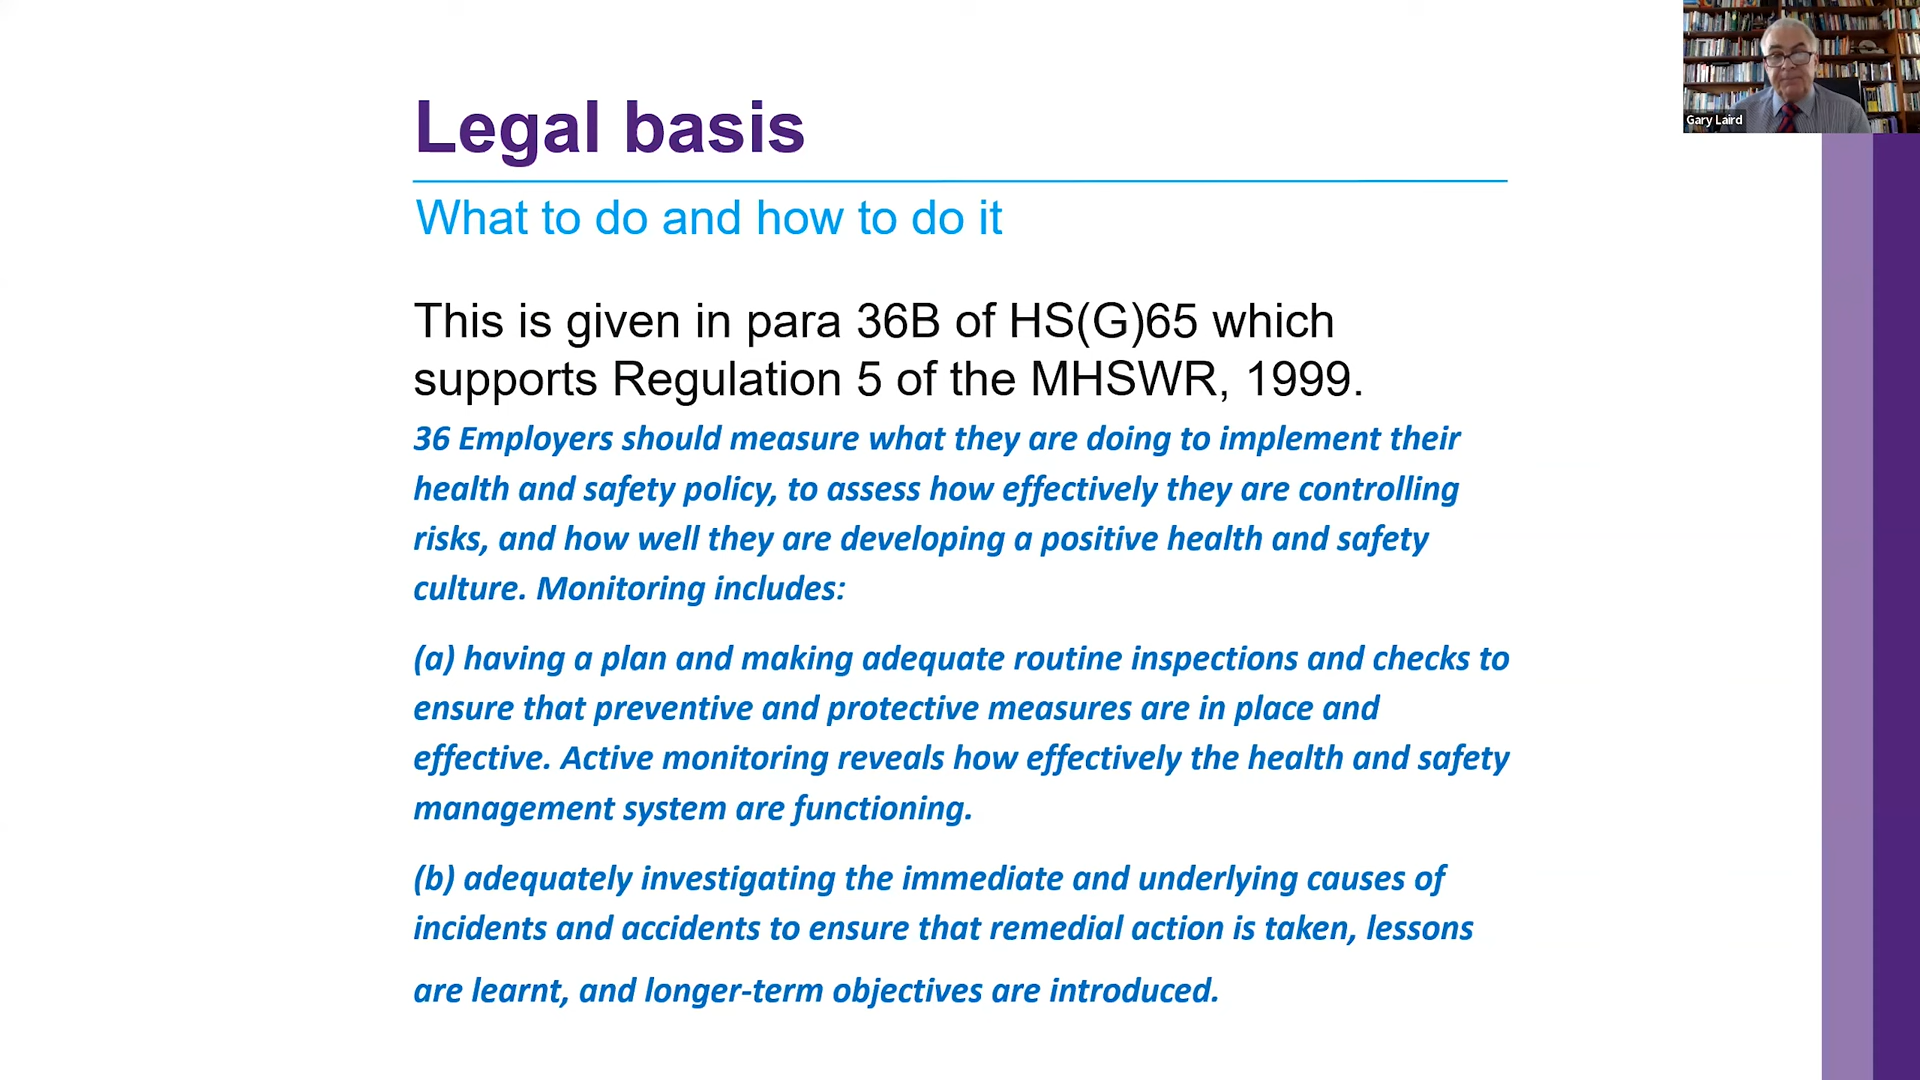 Legal basis
What to do and how to do it
This is given in para 36B of HS(G)65 which
supports Regulation 5 of the MHSWR, 1999.
36 Employers should measure what they are doing to implement their
health and safety policy, to assess how effectively they are controlling
risks, and how well they are developing a positive health and safety
culture. Monitoring includes:
(a) having a plan and making adequate routine inspections and checks to
ensure that preventive and protective measures are in place and
effective. Active monitoring reveals how effectively the health and safety
management system are functioning.
(b) adequately investigating the immediate and underlying causes of
incidents and accidents to ensure that remedial action is taken, lessons
are learnt, and longer-term objectives are introduced.
Gary Laird